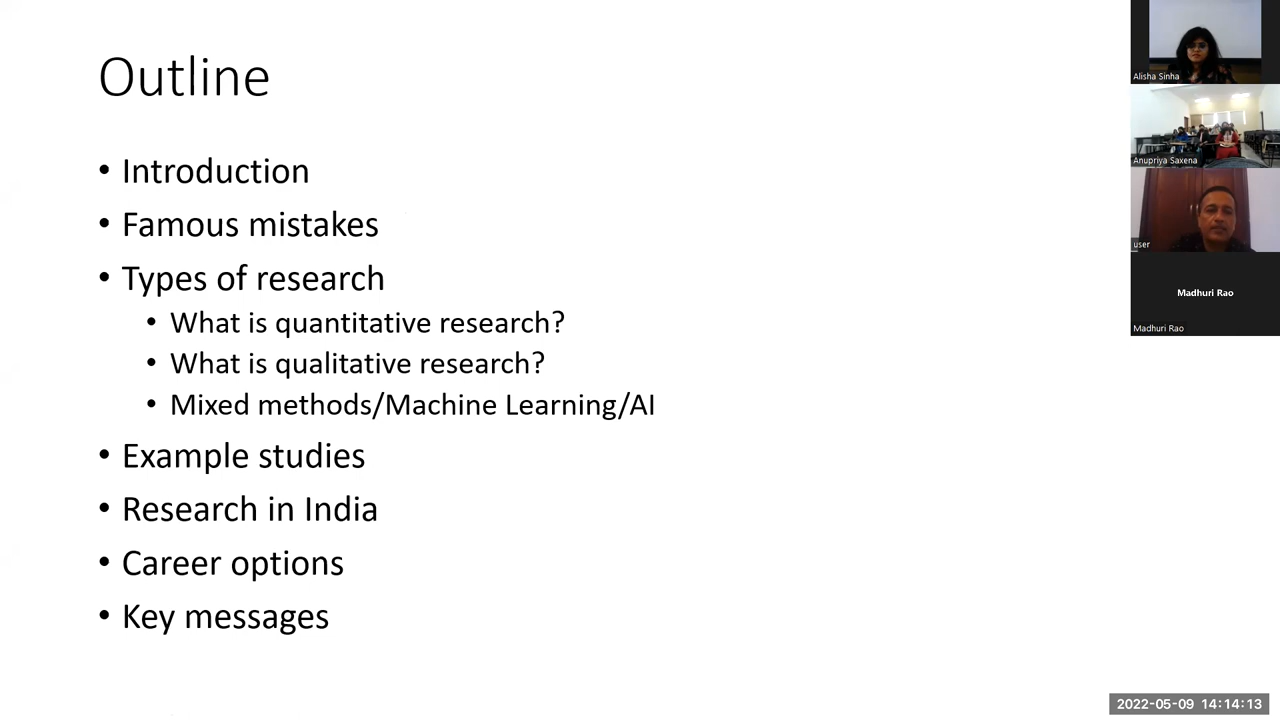 Outline
• Introduction
• Famous mistakes
• Types of research
• What is quantitative research?
• What is qualitative research?
• Mixed methods/Machine Learning/AI
• Example studies
• Research in India
• Career options
• Key messages
Alisha Sinha
Anupriya Saxena
user
Madhuri Rao
Madhuri Rao
2022-05-09 14:14:13